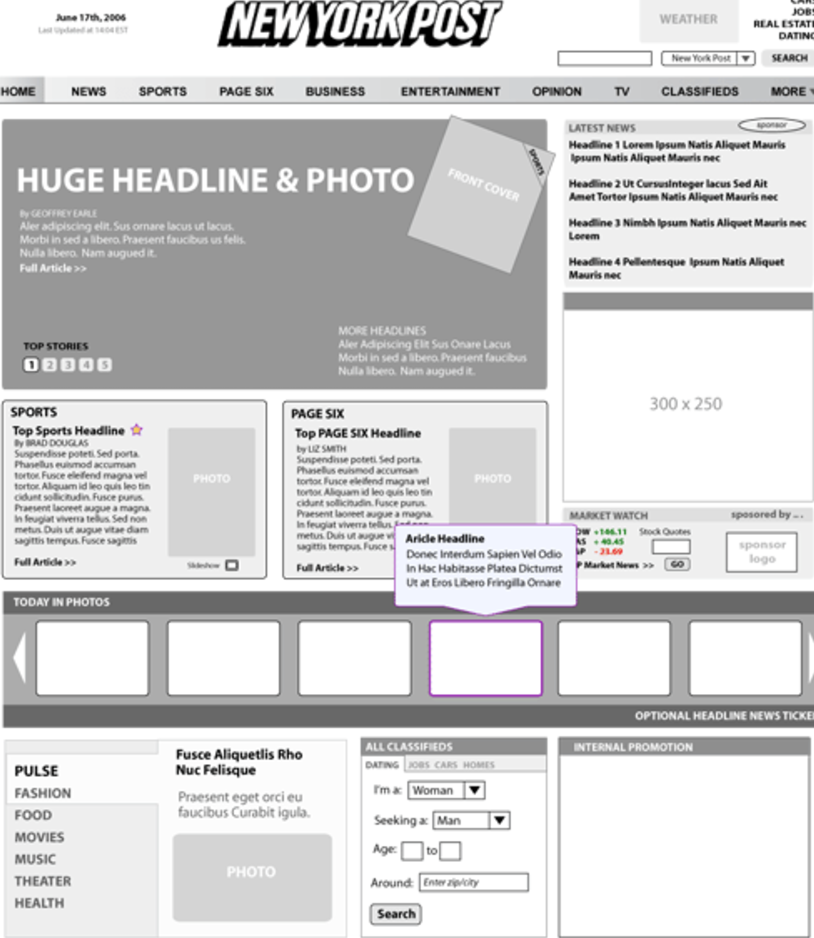 June 17th, 2006
Last Updated at 14:04 EST
NEW YORK POST
WEATHER
JOBS
REAL ESTATE
DATING
New York Post
SEARCH
HOME NEWS SPORTS PAGE SIX BUSINESS ENTERTAINMENT OPINION TV CLASSIFIEDS MORE
HUGE HEADLINE & PHOTO
By GEOFFREY EARLE
Aler adipiscing elit. Sus ornare lacus ut lacus.
Morbi in sed a libero. Praesent faucibus us felis.
Nulla libero. Nam augued it.
Full Article >>
FRONT COVER
SPORTS
TOP STORIES
1 2 3 4 5
MORE HEADLINES
Aler Adipiscing Elit Sus Onare Lacus
Morbi in sed a libero. Praesent faucibus
Nulla libero. Nam augued it.
LATEST NEWS
sponsor
Headline 1 Lorem Ipsum Natis Aliquet Mauris
Ipsum Natis Aliquet Mauris nec
Headline 2 Ut CursusInteger lacus Sed Ait
Amet Tortor Ipsum Natis Aliquet Mauris nec
Headline 3 Nimbh Ipsum Natis Aliquet Mauris nec
Lorem
Headline 4 Pellentesque Ipsum Natis Aliquet
Mauris nec
300 x 250
SPORTS
Top Sports Headline
By BRAD DOUGLAS
Suspendisse poteti. Sed porta.
Phasellus euismod accumsan
tortor. Fusce eleifend magna vel
tortor. Aliquam id leo quis leo tin
cidunt sollicitudin. Fusce purus.
Praesent laoreet augue a magna.
In feugiat viverra tellus. Sed non
metus. Duis ut augue vitae diam
sagittis tempus. Fusce sagittis
Full Article >>
PHOTO
Slideshow
PAGE SIX
Top PAGE SIX Headline
by LIZ SMITH
Suspendisse poteti. Sed porta.
Phasellus euismod accumsan
tortor. Fusce eleifend magna vel
tortor. Aliquam id leo quis leo tin
cidunt sollicitudin. Fusce purus.
Praesent laoreet augue a magna.
In feugiat viverra tellus. Sed non
metus. Duis ut augue
sagittis tempus. Fusce
Full Article >>
PHOTO
Aricle Headline
Donec Interdum Sapien Vel Odio
In Hac Habitasse Platea Dictumst
Ut at Eros Libero Fringilla Ornare
MARKET WATCH
sposored by ...
+146.11
+ 40.45
- 23.69
Stock Quotes
Market News >>
GO
sponsor
logo
TODAY IN PHOTOS
OPTIONAL HEADLINE NEWS TICKE
PULSE
FASHION
FOOD
MOVIES
MUSIC
THEATER
HEALTH
Fusce Aliquetlis Rho
Nuc Felisque
Praesent eget orci eu
faucibus Curabit igula.
PHOTO
ALL CLASSIFIEDS
DATING JOBS CARS HOMES
I'm a: Woman
Seeking a: Man
Age: to
Around: Enter zip/city
Search
INTERNAL PROMOTION